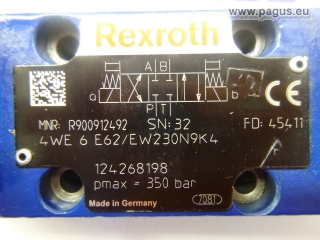 www.pagus.eu
Rexroth
A B
a b
P T
CE
MNR: R900912492 SN: 32 FD: 45411
4WE 6 E62/EW230N9K4
124268198
pmax = 350 bar
Made in Germany 7081